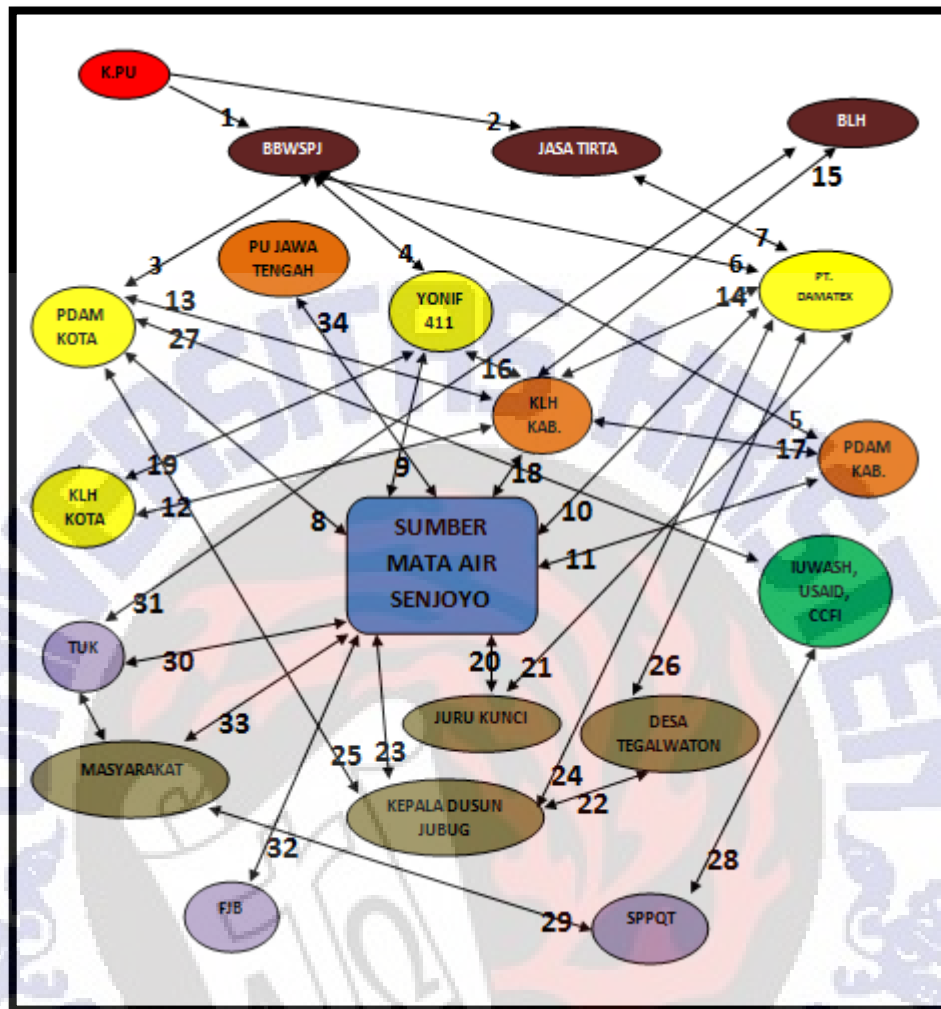 K.PU
1
2
BLH
BBWSPJ
JASA TIRTA
15
PU JAWA
TENGAH
4
7
3
6
YONIF
411
PT.
DAMATEK
13
14
PDAM
KOTA
34
27
16
KLH
KAB.
5
17
PDAM
KAB.
19
9
18
KLH
KOTA
12
8
10
SUMBER
MATA AIR
SENJOYO
11
IUWASH,
USAID,
CCFI
31
TUK
30
20
21
26
33
JURU KUNCI
DESA
TEGALWATON
MASYARAKAT
25
23
24
22
KEPALA DUSUN
JUBUG
32
28
FJB
29
SPPQT